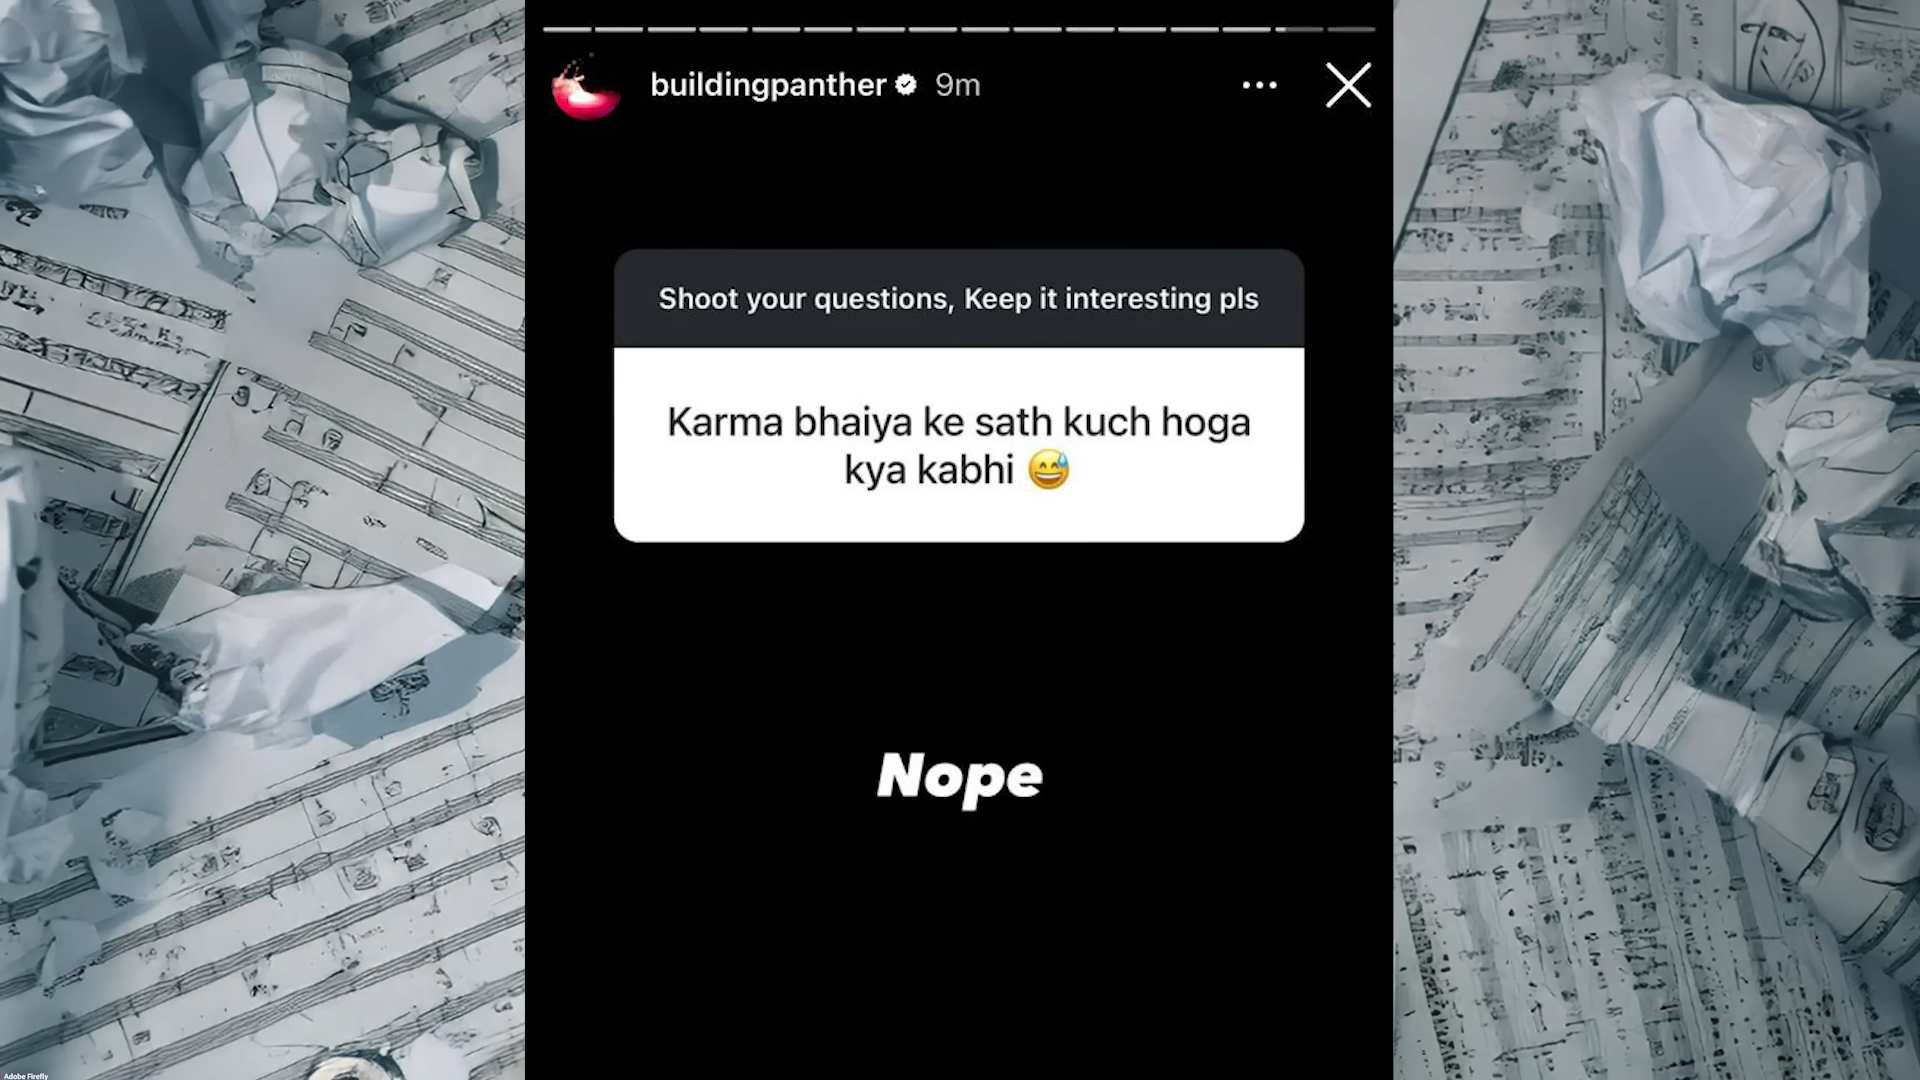 buildingpanther 9m
Shoot your questions, Keep it interesting pls
Karma bhaiya ke sath kuch hoga
kya kabhi 😅
Nope
Adobe Firefly